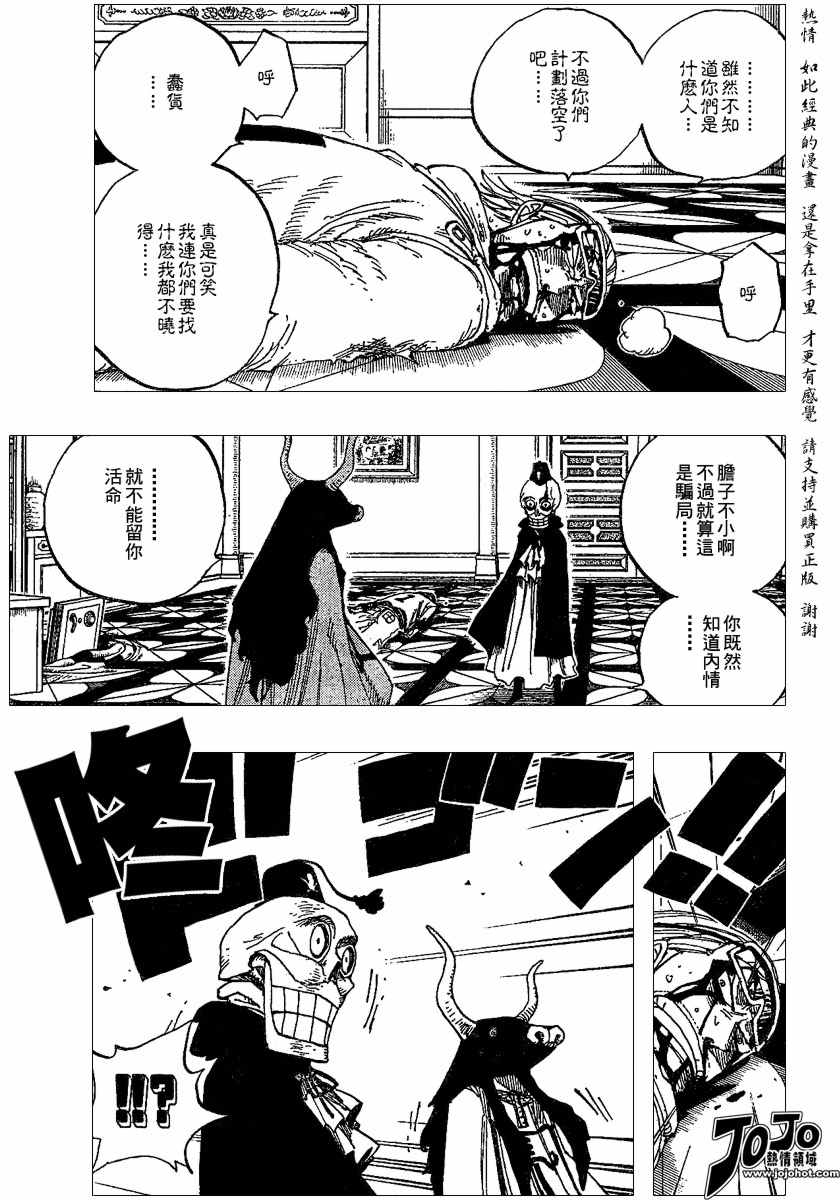 …………
雖然不知
道你們是
什麼人…
不過你們
計劃落空了
吧……
呼
……
蠢貨
真是可笑
我連你們要找
什麼我都不曉
得……
呼
膽子不小啊
不過就算這
是騙局……
你既然
知道內情
……
…………
就不能留你
活命
咚
!!
!!?
熱情 如此經典的漫畫 還是拿在手里 才更有感覺 請支持並購買正版 謝謝
JOJO
熱情領域
www.jojohot.com